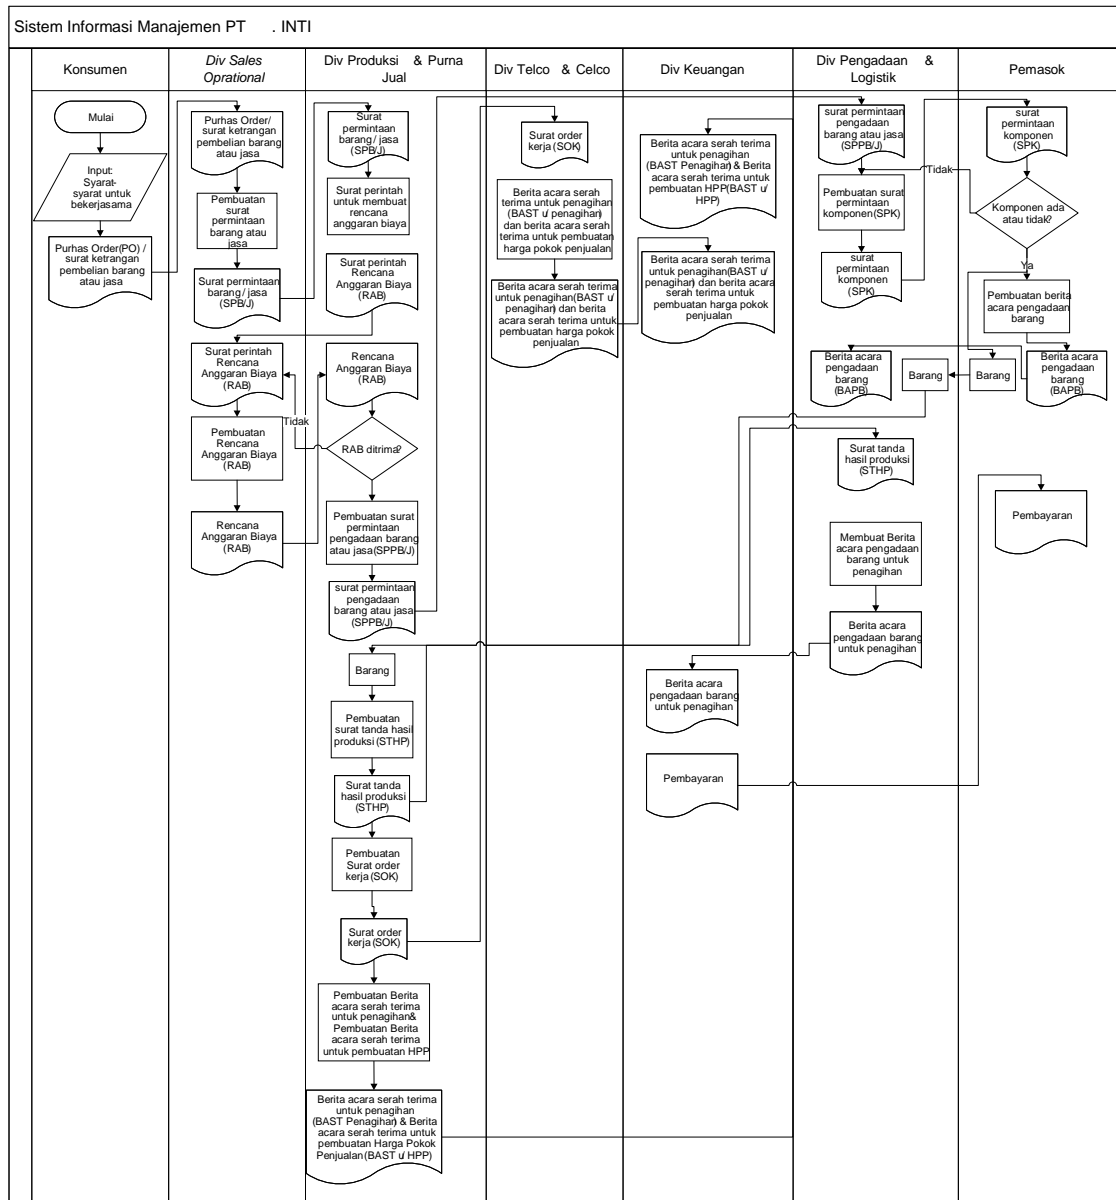 Sistem Informasi Manajemen PT . INTI
Konsumen
Div Sales
Oprational
Div Produksi & Purna
Jual
Div Telco & Celco
Div Keuangan
Div Pengadaan &
Logistik
Pemasok
Mulai
Input:
Syarat-
syarat untuk
bekerjasama
Purhas Order(PO) /
surat ketrangan
pembelian barang
atau jasa
Purhas Order/
surat ketrangan
pembelian barang
atau jasa
Pembuatan
surat
permintaan
barang atau
jasa
Surat permintaan
barang / jasa
(SPB/J)
Surat perintah
Rencana
Anggaran Biaya
(RAB)
Tidak
Pembuatan
Rencana
Anggaran Biaya
(RAB)
Rencana
Anggaran Biaya
(RAB)
Surat
permintaan
barang / jasa
(SPB/J)
Surat perintah
untuk membuat
rencana
anggaran biaya
Surat perintah
Rencana
Anggaran Biaya
(RAB)
Rencana
Anggaran Biaya
(RAB)
RAB ditrima?
Pembuatan surat
permintaan
pengadaan barang
atau jasa(SPPB/J)
surat permintaan
pengadaan
barang atau jasa
(SPPB/J)
Barang
Pembuatan
surat tanda hasil
produksi (STHP)
Surat tanda
hasil produksi
(STHP)
Pembuatan
Surat order
kerja (SOK)
Surat order
kerja (SOK)
Pembuatan Berita
acara serah terima
untuk penagihan&
Pembuatan Berita
acara serah terima
untuk pembuatan HPP
Berita acara serah terima
untuk penagihan
(BAST Penagihan) & Berita
acara serah terima untuk
pembuatan Harga Pokok
Penjualan(BAST u/ HPP)
Surat order
kerja (SOK)
Berita acara serah
terima untuk penagihan
(BAST u/ penagihan)
dan berita acara serah
terima untuk pembuatan
harga pokok penjualan
Berita acara serah terima
untuk penagihan(BAST u/
penagihan) dan berita
acara serah terima untuk
pembuatan harga pokok
penjualan
Berita acara serah terima
untuk penagihan
(BAST Penagihan) & Berita
acara serah terima untuk
pembuatan HPP(BAST u/
HPP)
Berita acara serah terima
untuk penagihan(BAST u/
penagihan) dan berita acara
serah terima untuk
pembuatan harga pokok
penjualan
Berita acara
pengadaan barang
untuk penagihan
Pembayaran
surat permintaan
pengadaan
barang atau jasa
(SPPB/J)
Tidak
Pembuatan surat
permintaan
komponen(SPK)
surat
permintaan
komponen
(SPK)
Berita acara
pengadaan
barang
(BAPB)
Barang
Surat tanda
hasil produksi
(STHP)
Membuat Berita
acara pengadaan
barang untuk
penagihan
Berita acara
pengadaan barang
untuk penagihan
surat
permintaan
komponen
(SPK)
Komponen ada
atau tidak?
Ya
Pembuatan berita
acara pengadaan
barang
Barang
Berita acara
pengadaan
barang
(BAPB)
Pembayaran